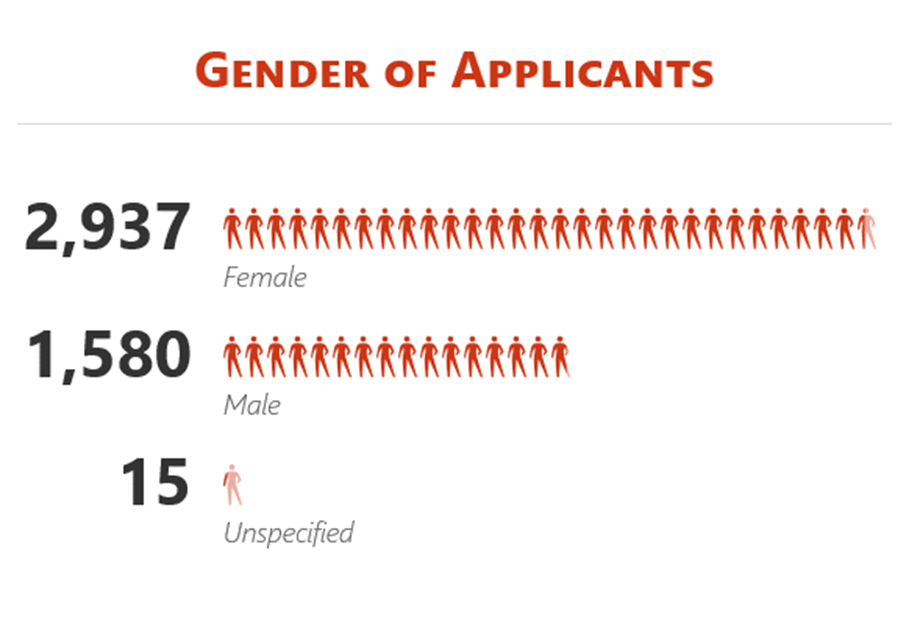 Gender of Applicants
2,937
Female
1,580
Male
15
Unspecified